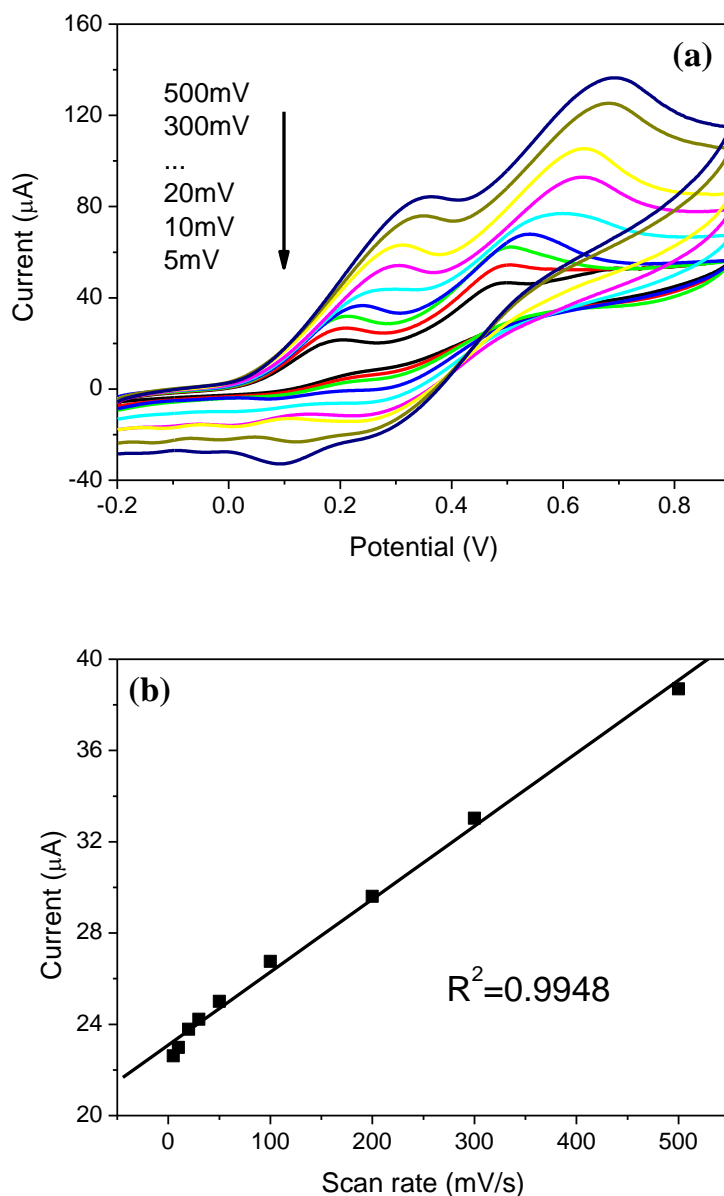 160
(a)
500mV
300mV
...
20mV
10mV
5mV
120
80
40
0
-40
-0.2 0.0 0.2 0.4 0.6 0.8
Current (μA)
Potential (V)
40
(b)
36
32
28
24
20
R²=0.9948
0 100 200 300 400 500
Current (μA)
Scan rate (mV/s)